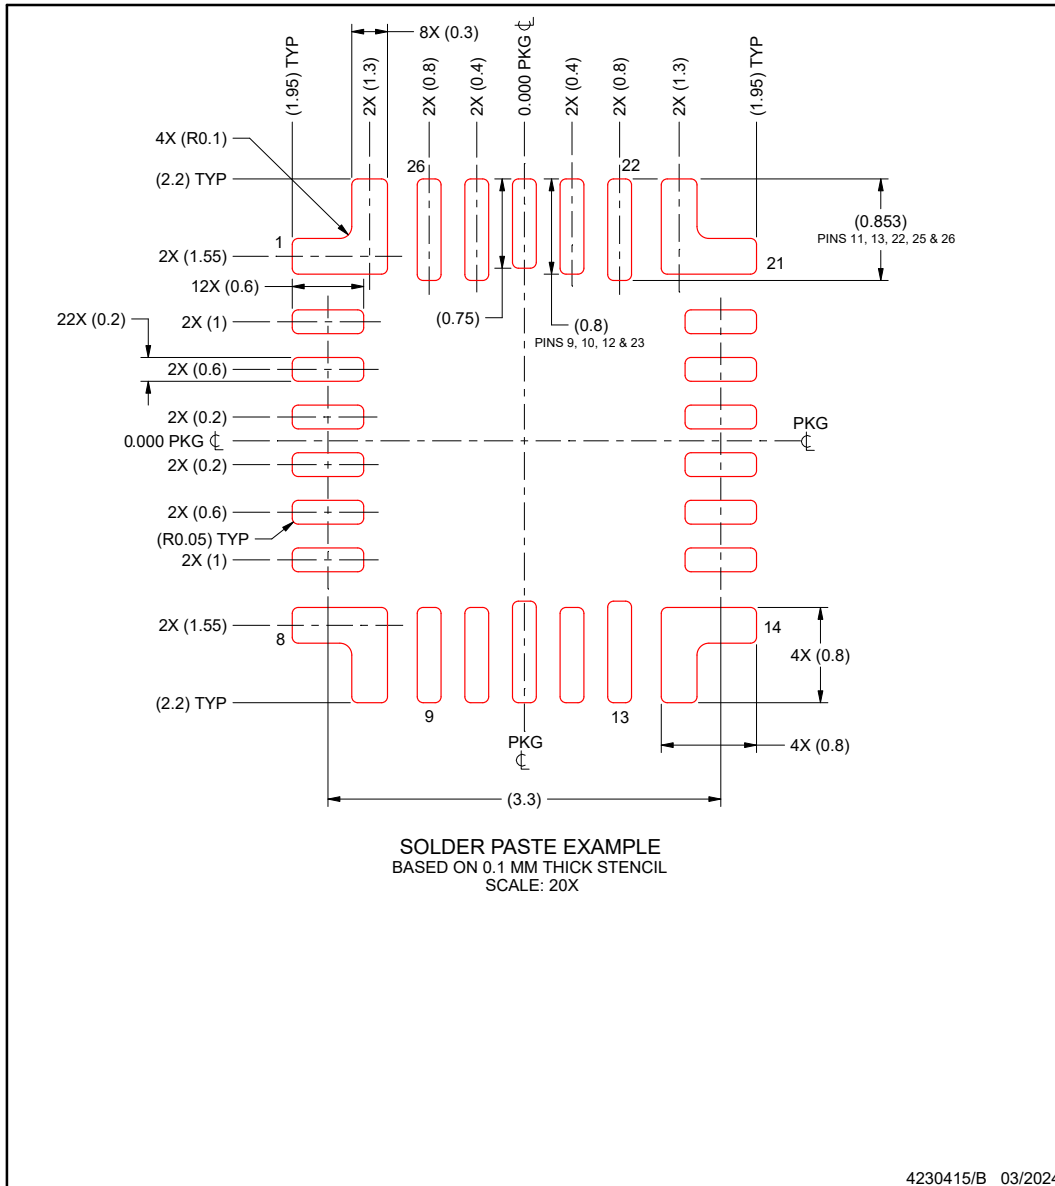 8X (0.3)
(1.95) TYP
2X (1.3)
2X (0.8)
2X (0.4)
0.000 PKG ℄
2X (0.4)
2X (0.8)
2X (1.3)
(1.95) TYP
4X (R0.1)
(2.2) TYP
26
22
(0.853)
PINS 11, 13, 22, 25 & 26
1
2X (1.55)
21
12X (0.6)
22X (0.2)
2X (1)
(0.75)
(0.8)
PINS 9, 10, 12 & 23
2X (0.6)
2X (0.2)
0.000 PKG ℄
PKG
℄
2X (0.2)
2X (0.6)
(R0.05) TYP
2X (1)
2X (1.55)
8
14
4X (0.8)
(2.2) TYP
9
13
PKG
℄
4X (0.8)
(3.3)
SOLDER PASTE EXAMPLE
BASED ON 0.1 MM THICK STENCIL
SCALE: 20X
4230415/B 03/2024